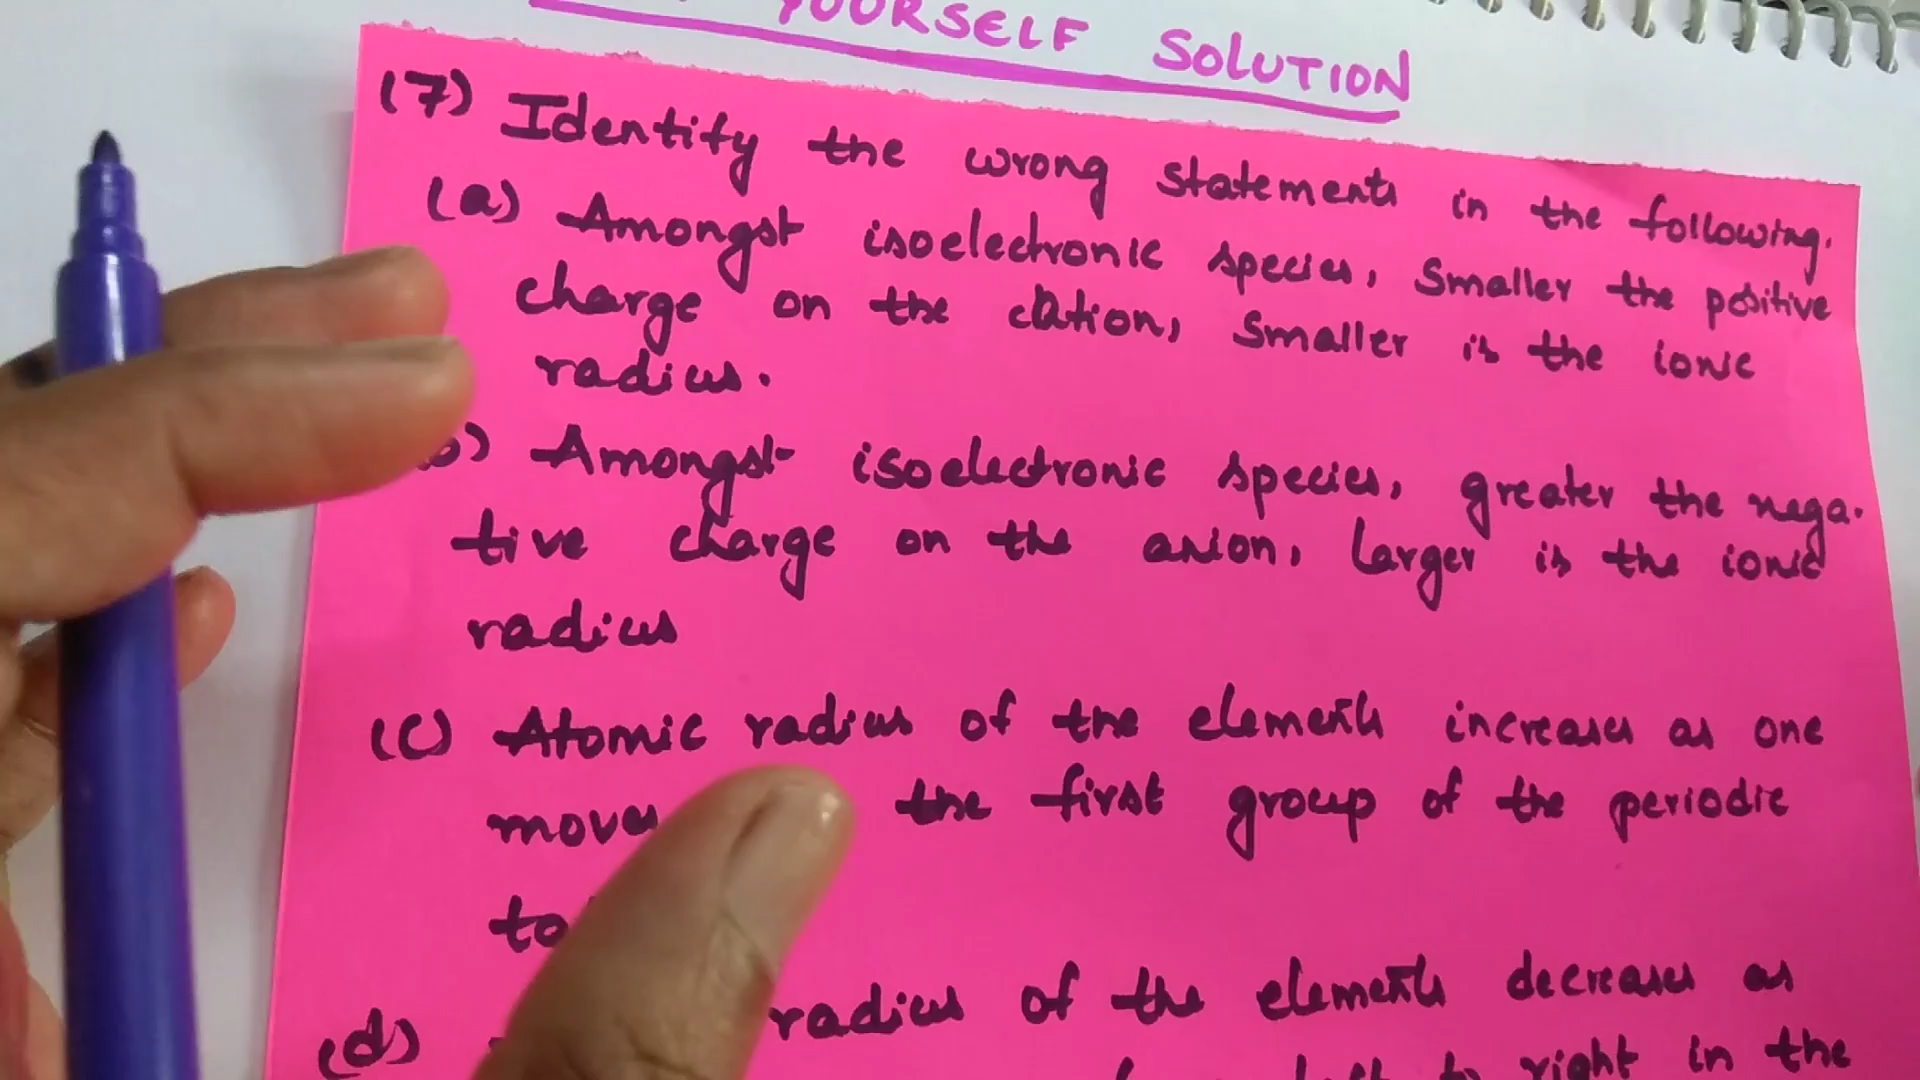 YOURSELF SOLUTION
(7) Identify the wrong statements in the following.
(a) Amongst isoelectronic species, Smaller the positive
charge on the cation, Smaller is the ionic
radius.
b) Amongst isoelectronic species, greater the nega-
tive charge on the anion, larger is the ionic
radius
(c) Atomic radius of the elements increases as one
moves the first group of the periodic
(d) radius of the elements decreases as
left to right in the